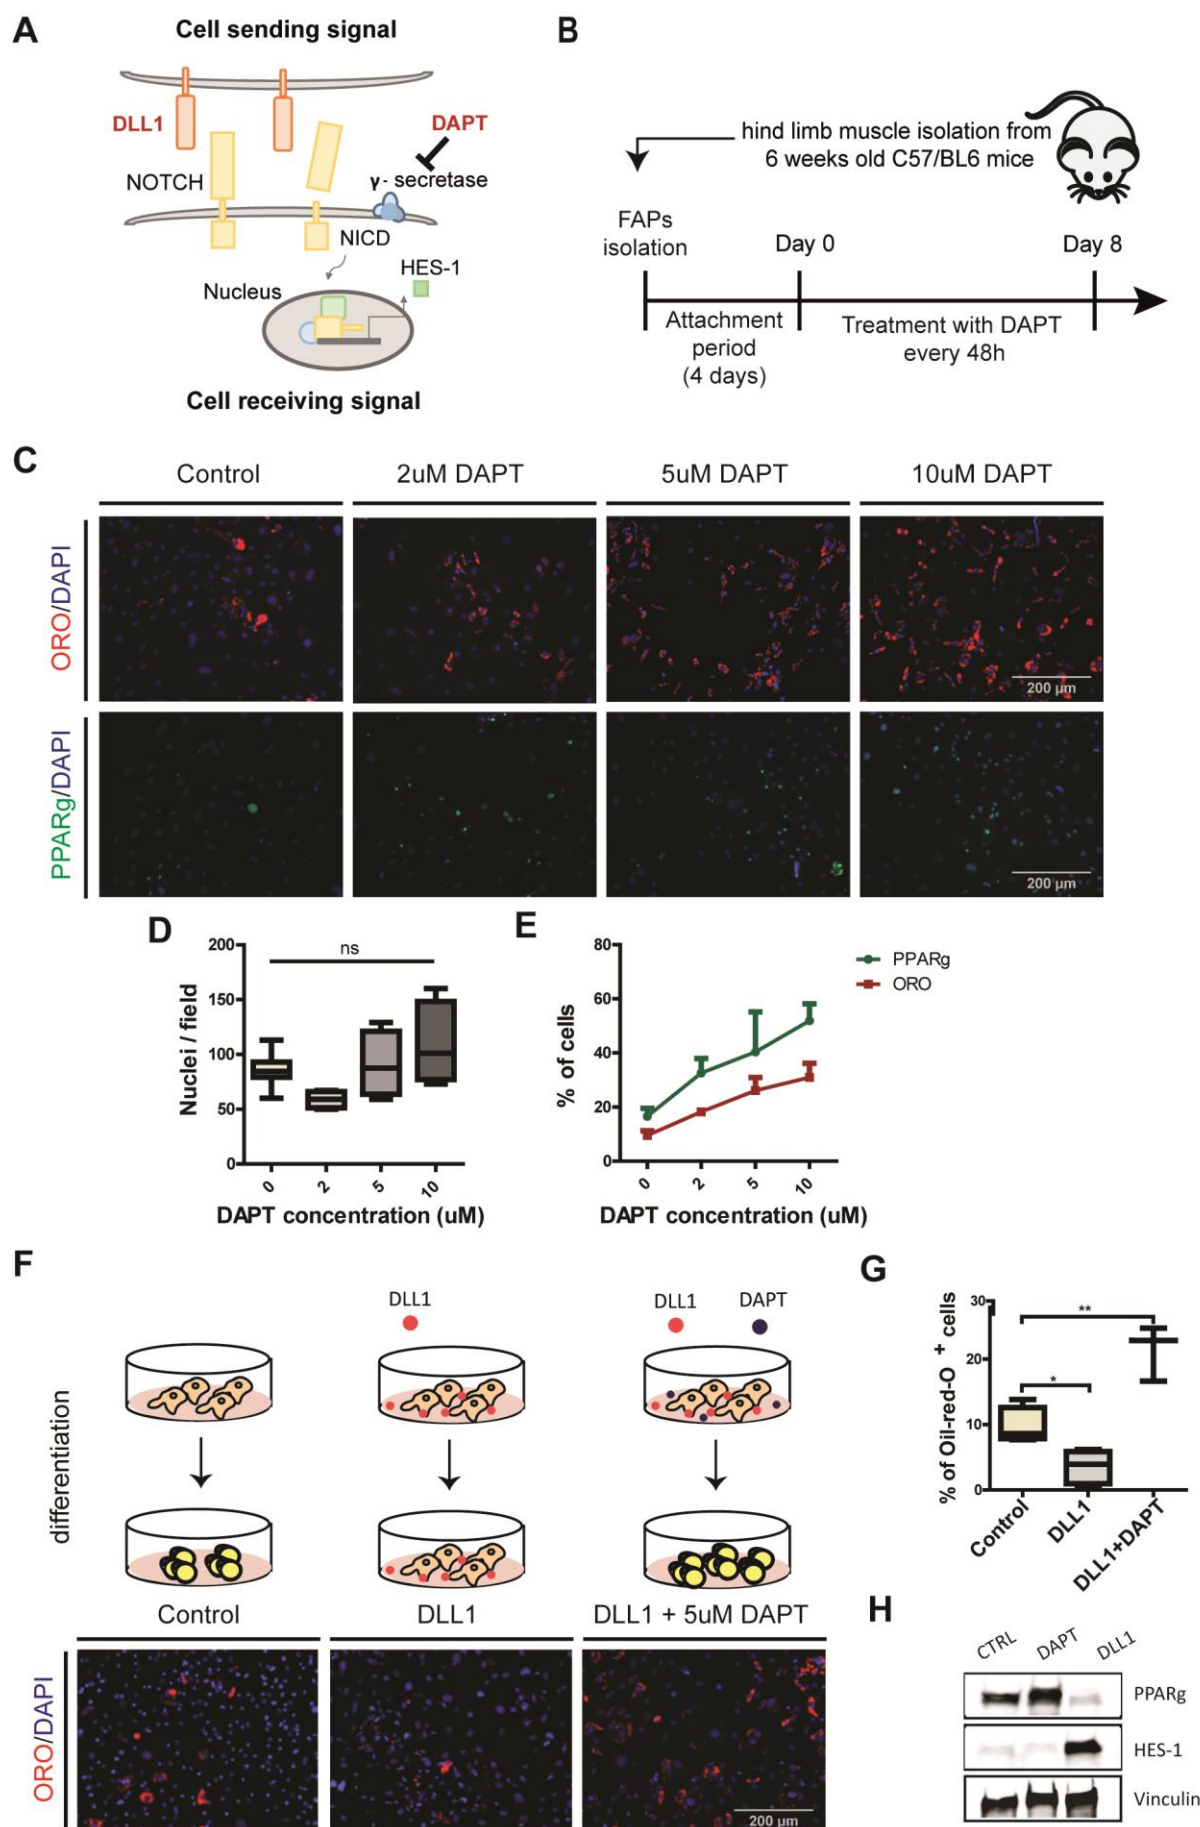 A
Cell sending signal
DLL1
DAPT
NOTCH
γ- secretase
NICD
HES-1
Nucleus
Cell receiving signal
B
hind limb muscle isolation from
6 weeks old C57/BL6 mice
FAPs
isolation
Day 0
Day 8
Attachment
period
(4 days)
Treatment with DAPT
every 48h
C
Control
2uM DAPT
5uM DAPT
10uM DAPT
ORO/DAPI
200 µm
PPARg/DAPI
200 µm
D
Nuclei / field
200
150
100
50
0
ns
0
2
5
10
DAPT concentration (uM)
E
% of cells
80
60
40
20
0
PPARg
ORO
0
2
5
10
DAPT concentration (uM)
F
differentiation
DLL1
DLL1
DAPT
Control
DLL1
DLL1 + 5uM DAPT
ORO/DAPI
200 µm
G
% of Oil-red-O + cells
30
20
10
0
**
*
Control
DLL1
DLL1+DAPT
H
CTRL
DAPT
DLL1
PPARg
HES-1
Vinculin